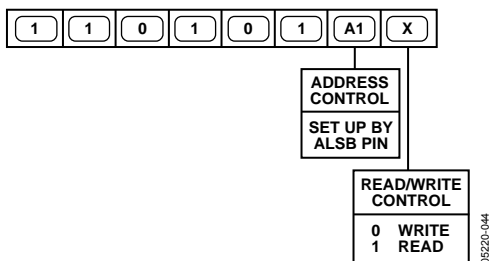 1 1 0 1 0 1 A1 X
ADDRESS
CONTROL
SET UP BY
ALSB PIN
READ/WRITE
CONTROL
0 WRITE
1 READ
05220-044